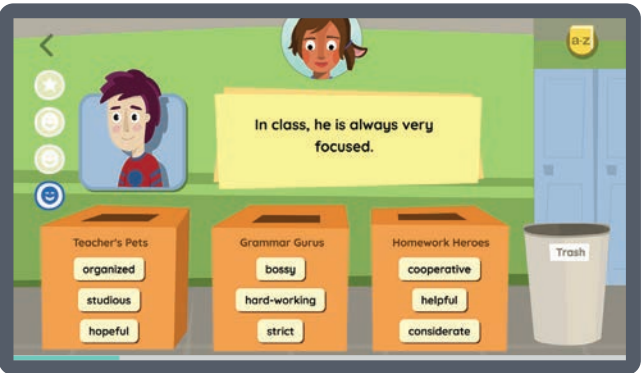 a-z
In class, he is always very
focused.
Teacher's Pets
organized
studious
hopeful
Grammar Gurus
bossy
hard-working
strict
Homework Heroes
cooperative
helpful
considerate
Trash